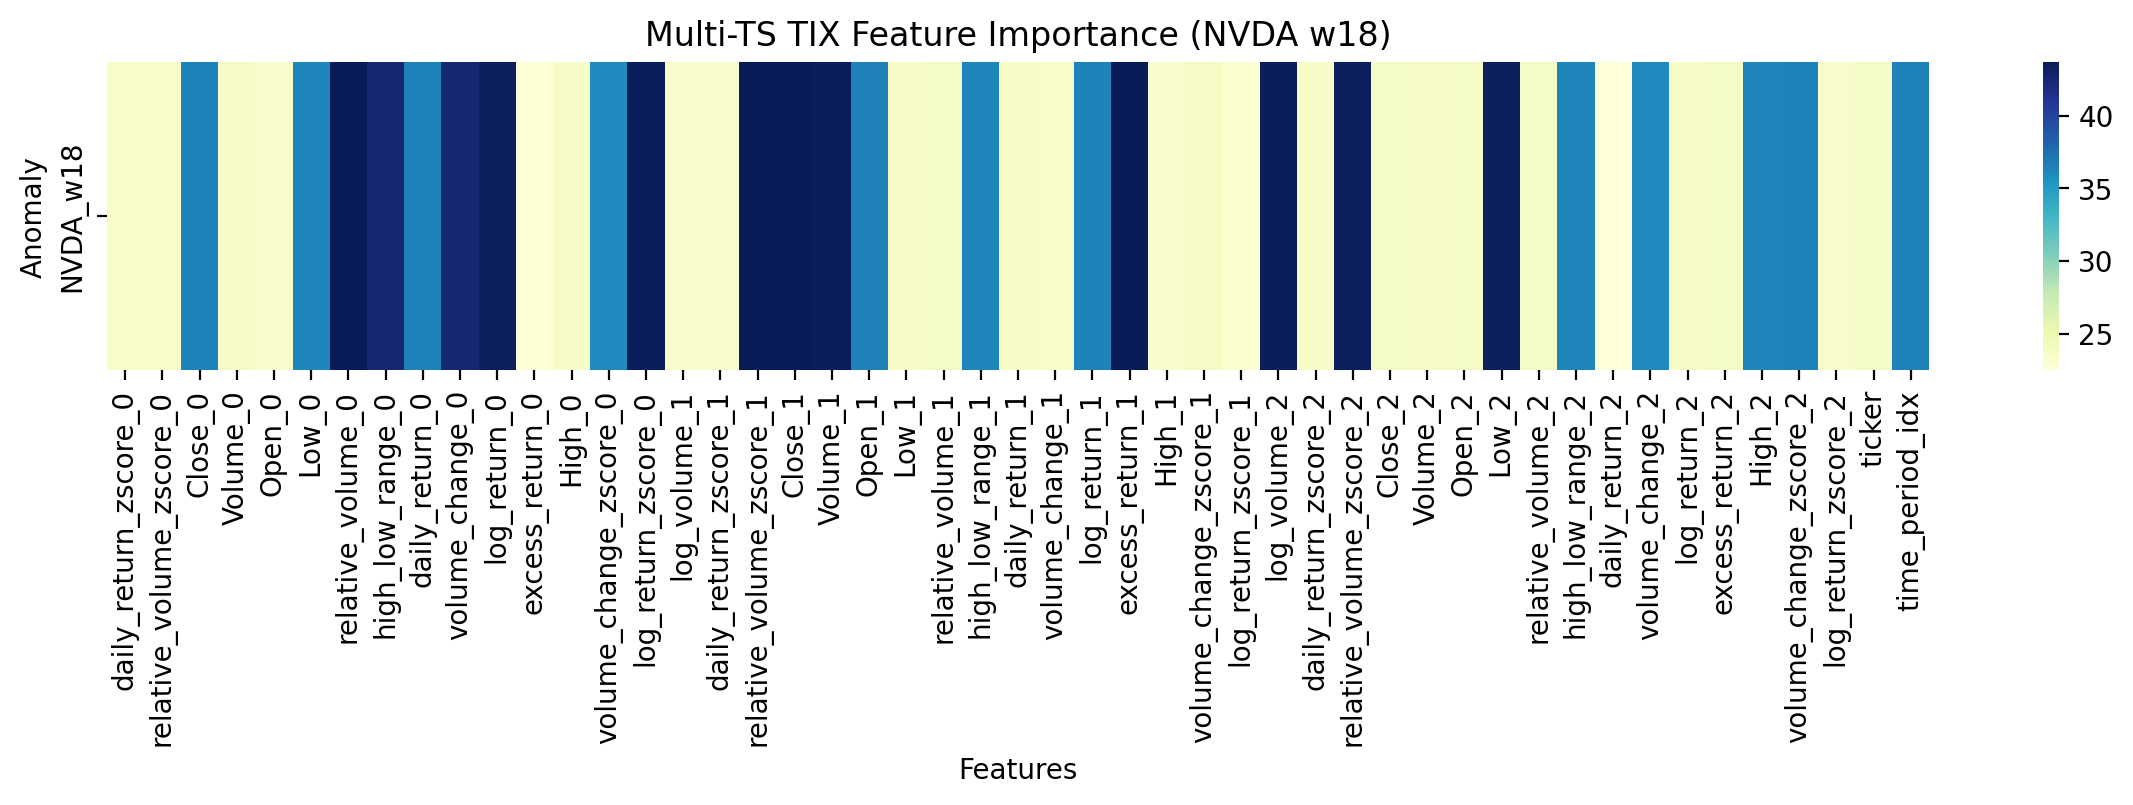 Multi-TS TIX Feature Importance (NVDA w18)
Anomaly
NVDA_w18
40
35
30
25
daily_return_zscore_0
relative_volume_zscore_0
Close_0
Volume_0
Open_0
Low_0
relative_volume_0
high_low_range_0
daily_return_0
volume_change_0
log_return_0
excess_return_0
High_0
volume_change_zscore_0
log_return_zscore_0
log_volume_1
daily_return_zscore_1
relative_volume_zscore_1
Close_1
Volume_1
Open_1
Low_1
relative_volume_1
high_low_range_1
daily_return_1
volume_change_1
log_return_1
excess_return_1
High_1
volume_change_zscore_1
log_return_zscore_1
log_volume_2
daily_return_zscore_2
relative_volume_zscore_2
Close_2
Volume_2
Open_2
Low_2
relative_volume_2
high_low_range_2
daily_return_2
volume_change_2
log_return_2
excess_return_2
High_2
volume_change_zscore_2
log_return_zscore_2
ticker
time_period_idx
Features